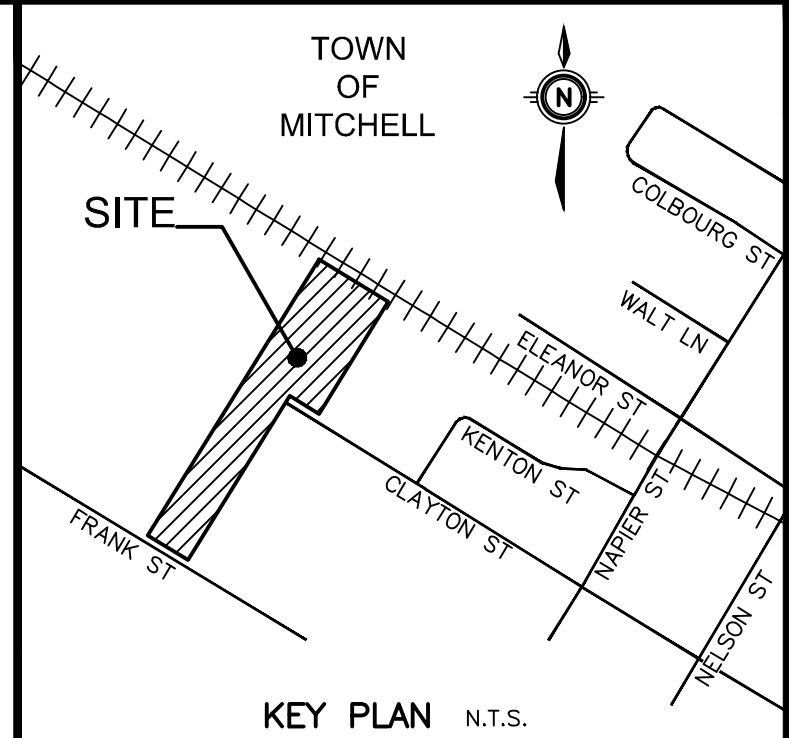 TOWN
OF
MITCHELL
N
SITE
COLBOURG ST
WALT LN
ELEANOR ST
KENTON ST
CLAYTON ST
NAPIER ST
FRANK ST
NELSON ST
KEY PLAN N.T.S.